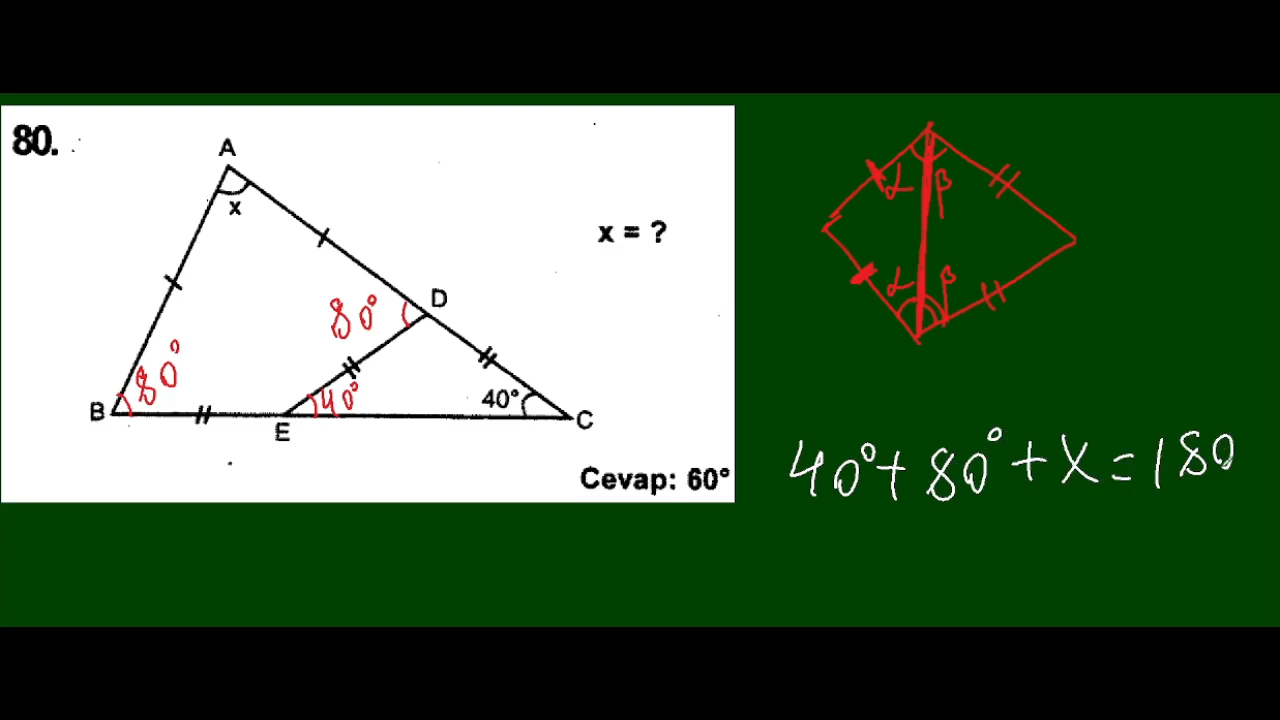 80.
A
x
x = ?
D
80°
80°
40°
40°
B
E
C
Cevap: 60°
α β
α β
40° + 80° + x = 180